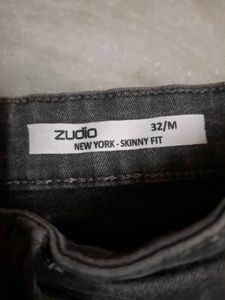 zudio 32/M
NEW YORK - SKINNY FIT